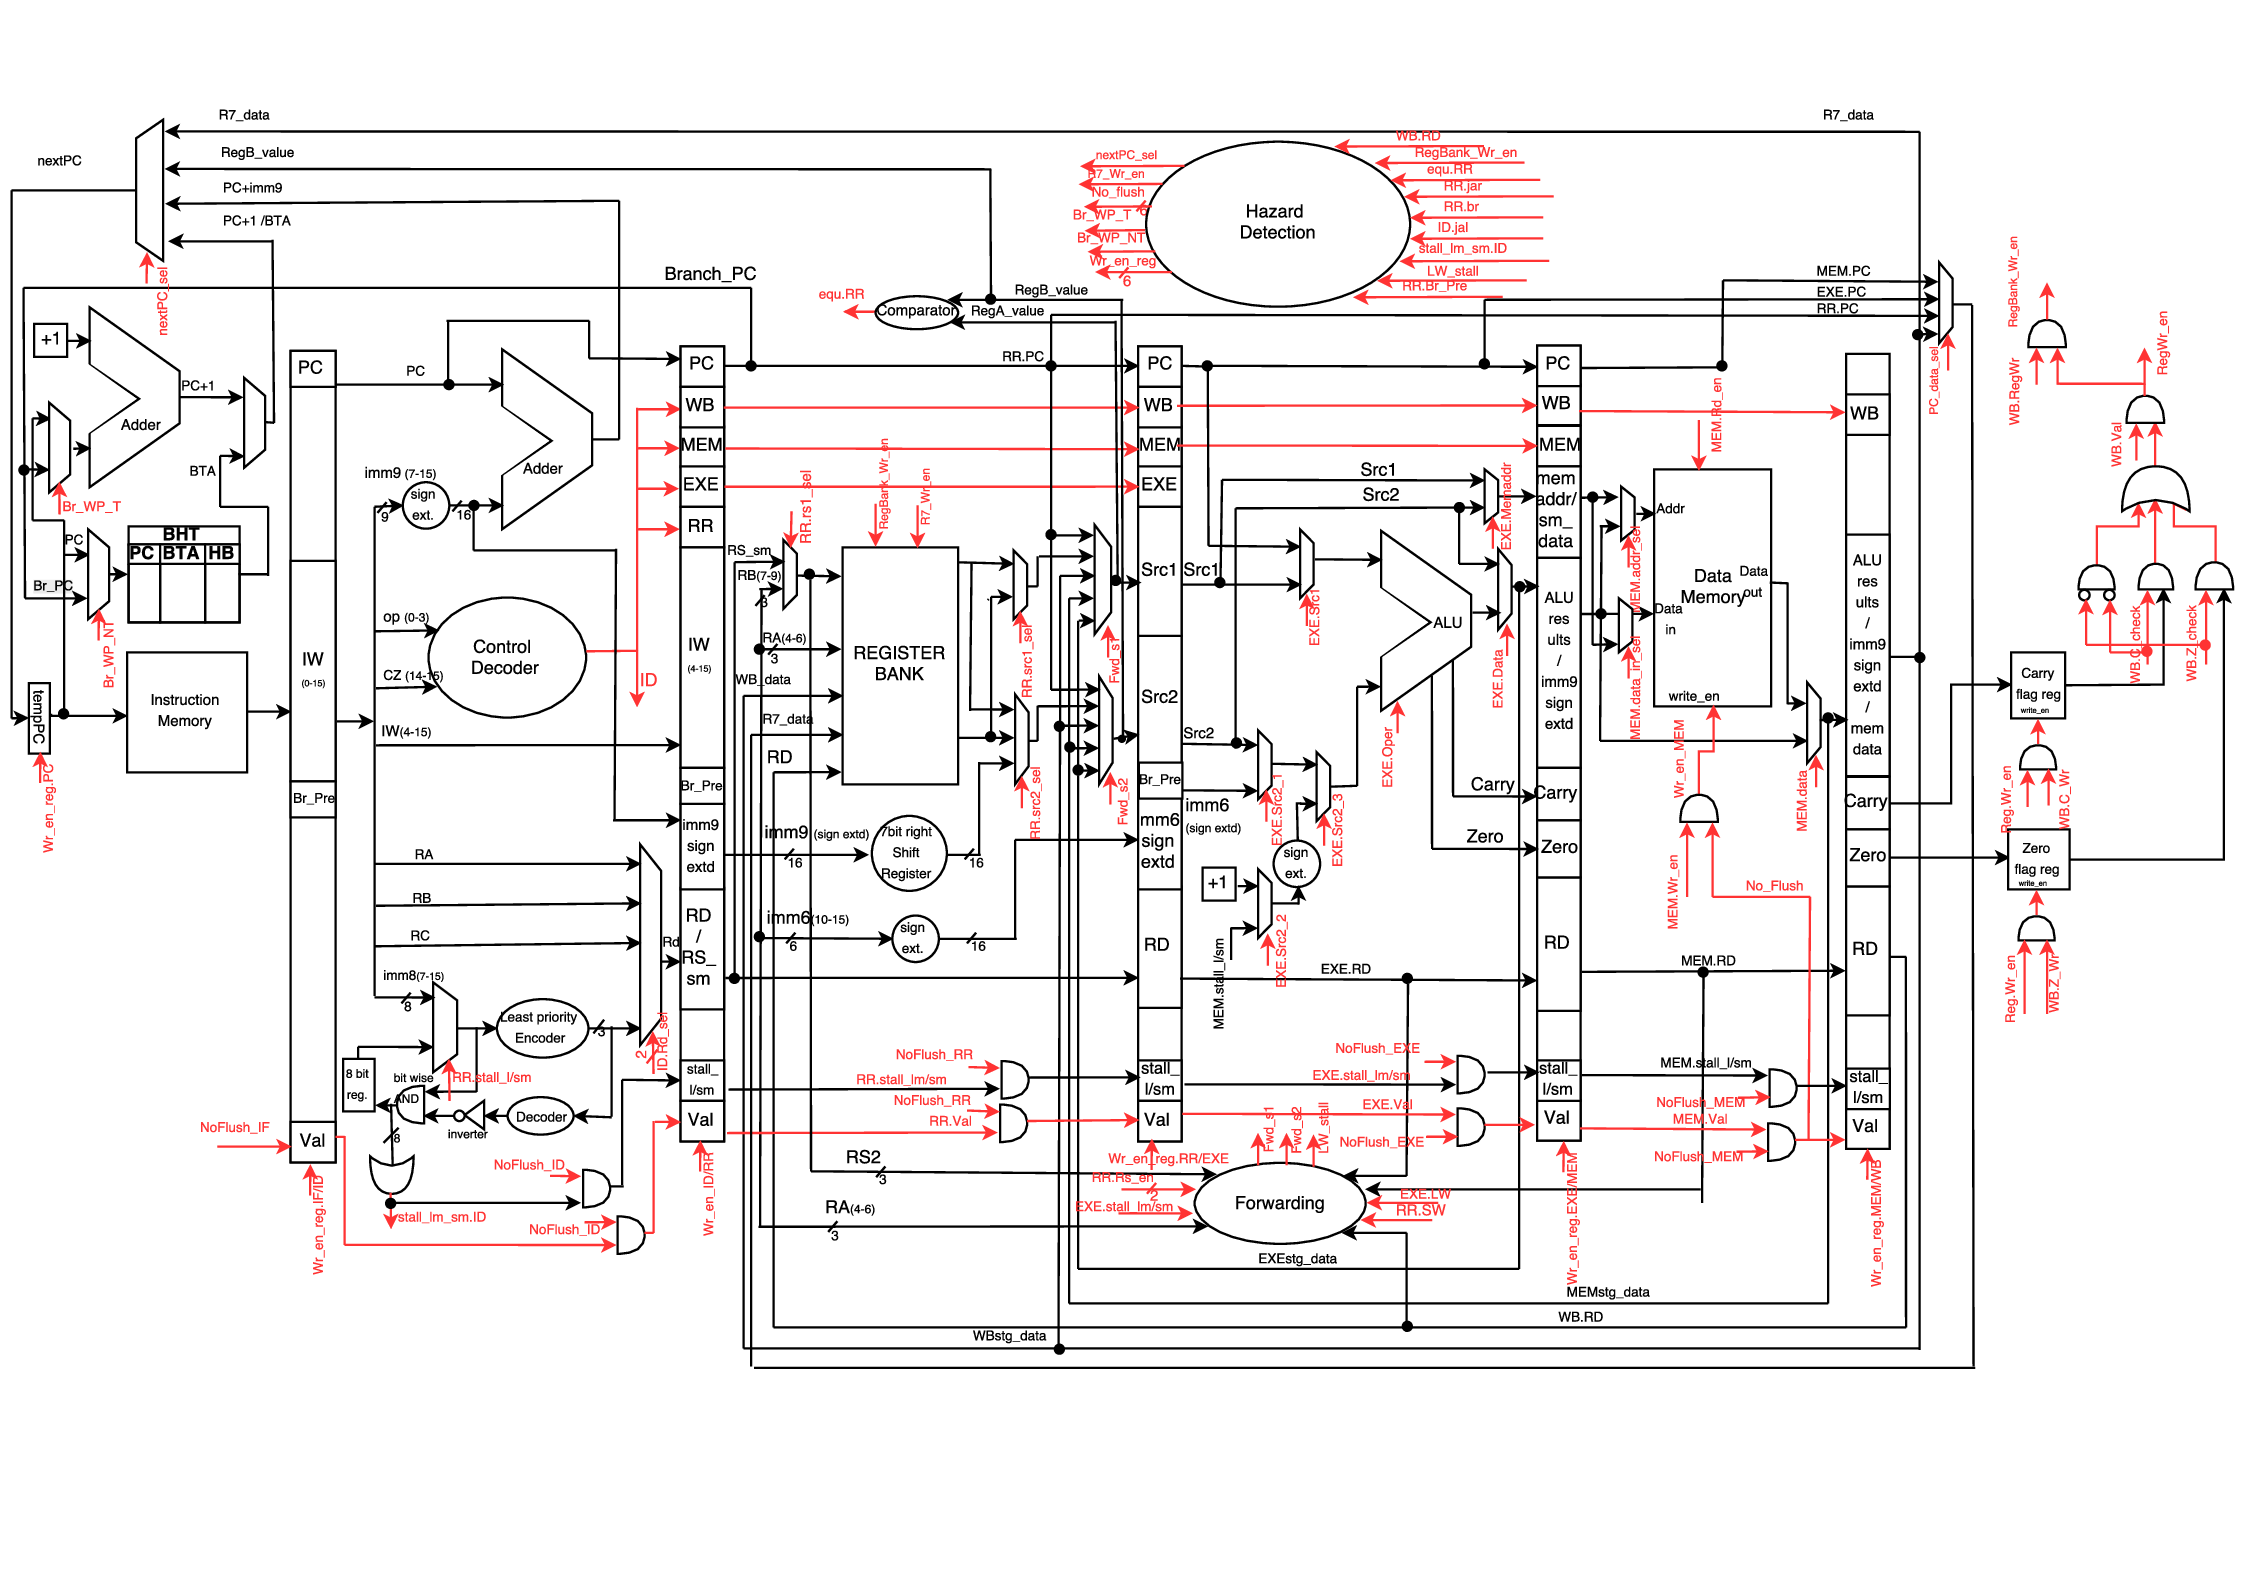 R7_data
R7_data
RegB_value
nextPC
PC+imm9
PC+1 /BTA
nextPC_sel
Branch_PC
+1
Adder
PC+1
BTA
Br_WP_T
PC
Br_PC
Br_WP_NT
BHT
PC BTA HB
Instruction
Memory
tempPC
Wr_en_reg.PC
PC
IW
(0-15)
Br_Pre
Val
NoFlush_IF
Wr_en_reg.IF/ID
PC
Adder
imm9 (7-15)
sign
ext.
9
16
op (0-3)
Control
Decoder
CZ (14-15)
ID
IW(4-15)
RA
RB
RC
Rd
imm8(7-15)
8
Least priority
Encoder
3
2
ID.Rd_sel
8 bit
reg.
bit wise
AND
RR.stall_l/sm
inverter
Decoder
8
stall_lm_sm.ID
NoFlush_ID
NoFlush_ID
PC
WB
MEM
EXE
RR
IW
(4-15)
Br_Pre
imm9
sign
extd
RD
/
RS_
sm
stall_
l/sm
Val
Wr_en_ID/RR
equ.RR
Comparator
RegB_value
RegA_value
RR.PC
nextPC_sel
R7_Wr_en
No_flush
6
Br_WP_T
Br_WP_NT
Wr_en_reg
6
Hazard
Detection
WB.RD
RegBank_Wr_en
equ.RR
RR.jar
RR.br
ID.jal
stall_lm_sm.ID
LW_stall
RR.Br_Pre
RS_sm
RB(7-9)
3
RR.rs1_sel
RegBank_Wr_en
R7_Wr_en
RA(4-6)
3
WB_data
R7_data
RD
REGISTER
BANK
RR.src1_sel
RR.src2_sel
Fwd_s1
Fwd_s2
imm9 (sign extd)
16
7bit right
Shift
Register
16
imm6(10-15)
6
sign
ext.
16
NoFlush_RR
RR.stall_lm/sm
NoFlush_RR
RR.Val
RS2
3
RA(4-6)
3
PC
WB
MEM
EXE
Src1
Src2
Br_Pre
mm6
sign
extd
RD
stall_
l/sm
Val
Wr_en_reg.RR/EXE
Src1
Src2
Src1
Src2
imm6
(sign extd)
EXE.Src1
EXE.Src2_1
EXE.Src2_3
+1
sign
ext.
EXE.Src2_2
MEM.stall_l/sm
ALU
EXE.Oper
EXE.Memaddr
EXE.Data
Carry
Zero
EXE.RD
NoFlush_EXE
EXE.stall_lm/sm
EXE.Val
NoFlush_EXE
Fwd_s1
Fwd_s2
LW_stall
RR.Rs_en
2
EXE.stall_lm/sm
Forwarding
EXE.LW
RR.SW
EXEstg_data
MEMstg_data
WB.RD
WBstg_data
PC
WB
MEM
mem
addr/
sm_
data
ALU
res
ults
/
imm9
sign
extd
Carry
Zero
RD
stall_
l/sm
Val
Wr_en_reg.EXE/MEM
MEM.PC
EXE.PC
RR.PC
PC_data_sel
MEM.Rd_en
Addr
Data
Memory
Data
out
Data
in
write_en
MEM.addr_sel
MEM.data_in_sel
Wr_en_MEM
MEM.Wr_en
No_Flush
MEM.data
MEM.RD
MEM.stall_l/sm
NoFlush_MEM
MEM.Val
NoFlush_MEM
WB
ALU
res
ults
/
imm9
sign
extd
/
mem
data
Carry
Zero
RD
stall_
l/sm
Val
Wr_en_reg.MEM/WB
RegBank_Wr_en
WB.RegWr
RegWr_en
WB.Val
WB.C_check
WB.Z_check
Carry
flag reg
write_en
Reg.Wr_en
WB.C_Wr
Zero
flag reg
write_en
Reg.Wr_en
WB.Z_Wr